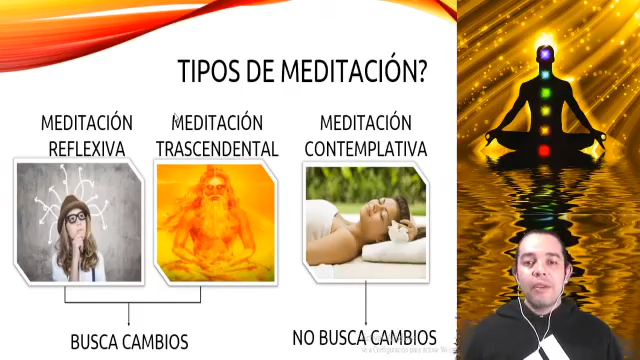 TIPOS DE MEDITACIÓN?
MEDITACIÓN
REFLEXIVA
MEDITACIÓN
TRASCENDENTAL
MEDITACIÓN
CONTEMPLATIVA
BUSCA CAMBIOS
NO BUSCA CAMBIOS